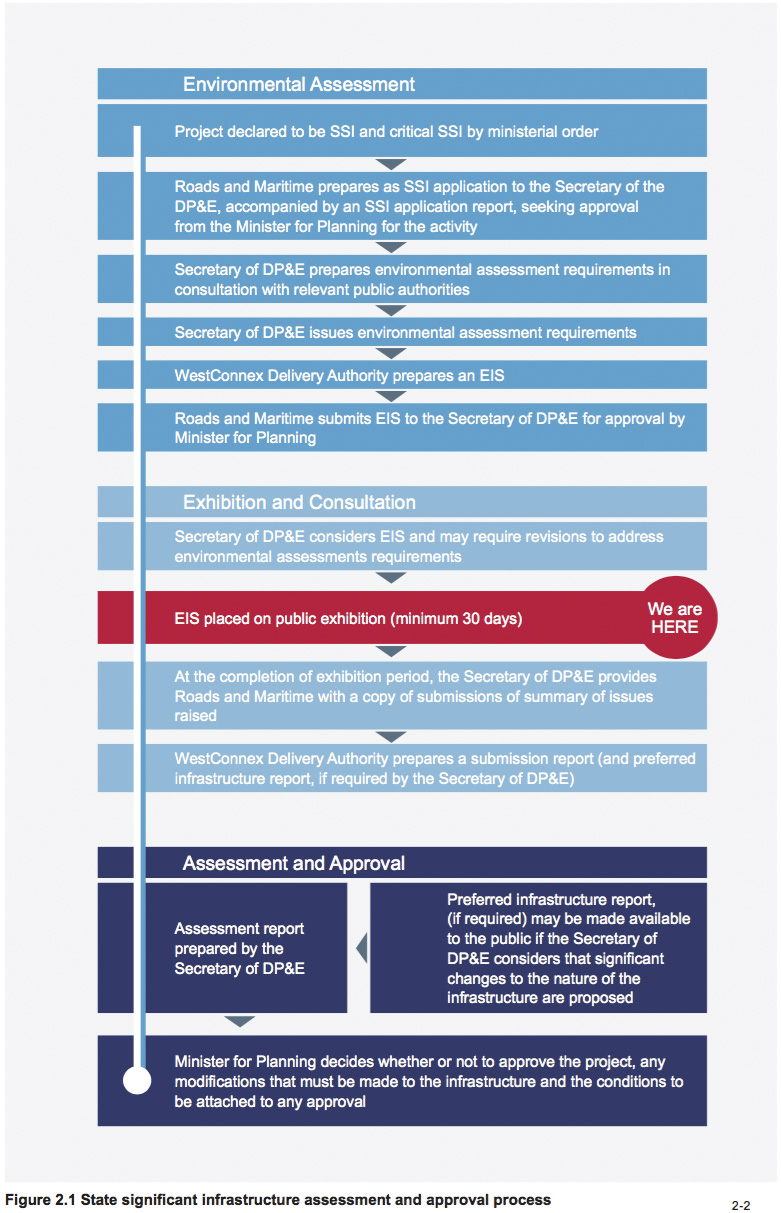 Environmental Assessment
Project declared to be SSI and critical SSI by ministerial order
Roads and Maritime prepares as SSI application to the Secretary of the
DP&E, accompanied by an SSI application report, seeking approval
from the Minister for Planning for the activity
Secretary of DP&E prepares environmental assessment requirements in
consultation with relevant public authorities
Secretary of DP&E issues environmental assessment requirements
WestConnex Delivery Authority prepares an EIS
Roads and Maritime submits EIS to the Secretary of DP&E for approval by
Minister for Planning
Exhibition and Consultation
Secretary of DP&E considers EIS and may require revisions to address
environmental assessments requirements
EIS placed on public exhibition (minimum 30 days)
We are
HERE
At the completion of exhibition period, the Secretary of DP&E provides
Roads and Maritime with a copy of submissions of summary of issues
raised
WestConnex Delivery Authority prepares a submission report (and preferred
infrastructure report, if required by the Secretary of DP&E)
Assessment and Approval
Assessment report
prepared by the
Secretary of DP&E
Preferred infrastructure report,
(if required) may be made available
to the public if the Secretary of
DP&E considers that significant
changes to the nature of the
infrastructure are proposed
Minister for Planning decides whether or not to approve the project, any
modifications that must be made to the infrastructure and the conditions to
be attached to any approval
Figure 2.1 State significant infrastructure assessment and approval process
2-2